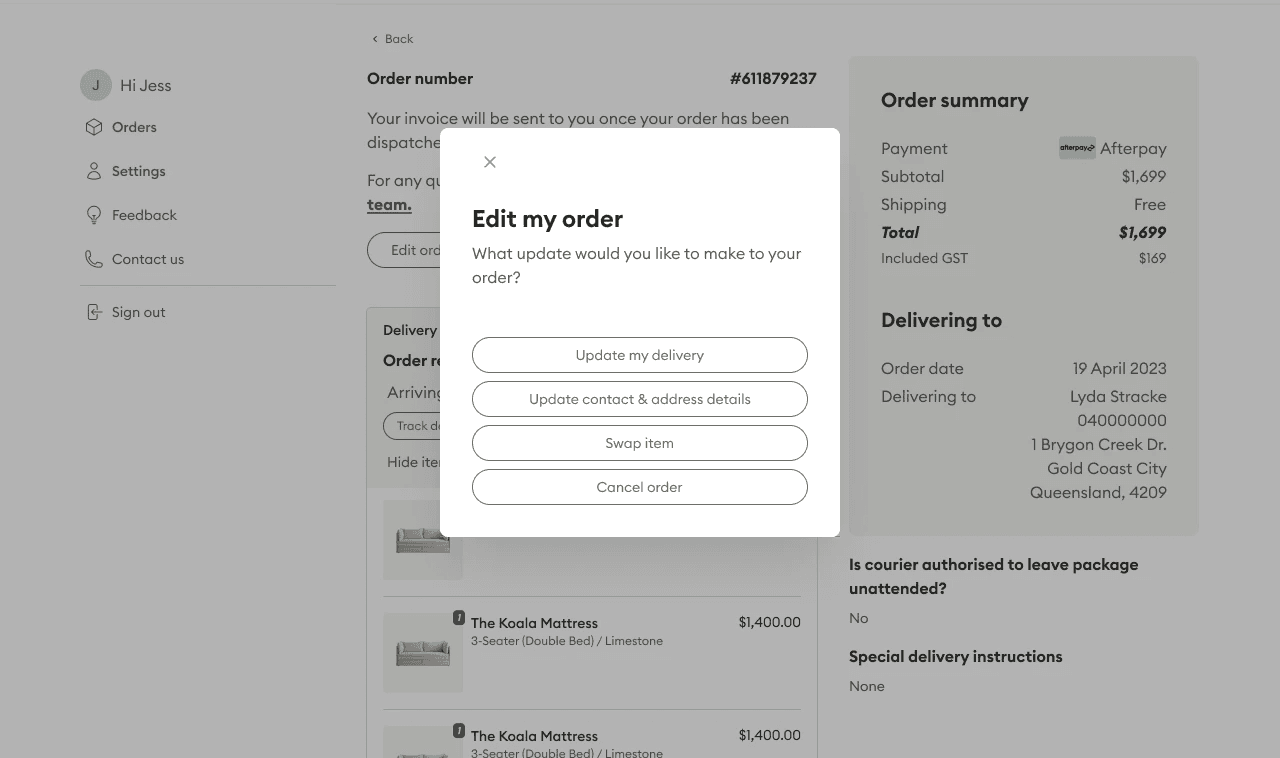 Back
J
Hi Jess
Orders
Settings
Feedback
Contact us
Sign out
Order number #611879237
Your invoice will be sent to you once your order has been
dispatche
For any qu
team.
Edit ord
Delivery
Order re
Arriving
Track de
Hide iter
Edit my order
What update would you like to make to your
order?
Update my delivery
Update contact & address details
Swap item
Cancel order
1
The Koala Mattress $1,400.00
3-Seater (Double Bed) / Limestone
1
The Koala Mattress $1,400.00
3-Seater (Double Bed) / Limestone
Order summary
Payment afterpay Afterpay
Subtotal $1,699
Shipping Free
Total $1,699
Included GST $169
Delivering to
Order date 19 April 2023
Delivering to Lyda Stracke
040000000
1 Brygon Creek Dr.
Gold Coast City
Queensland, 4209
Is courier authorised to leave package
unattended?
No
Special delivery instructions
None